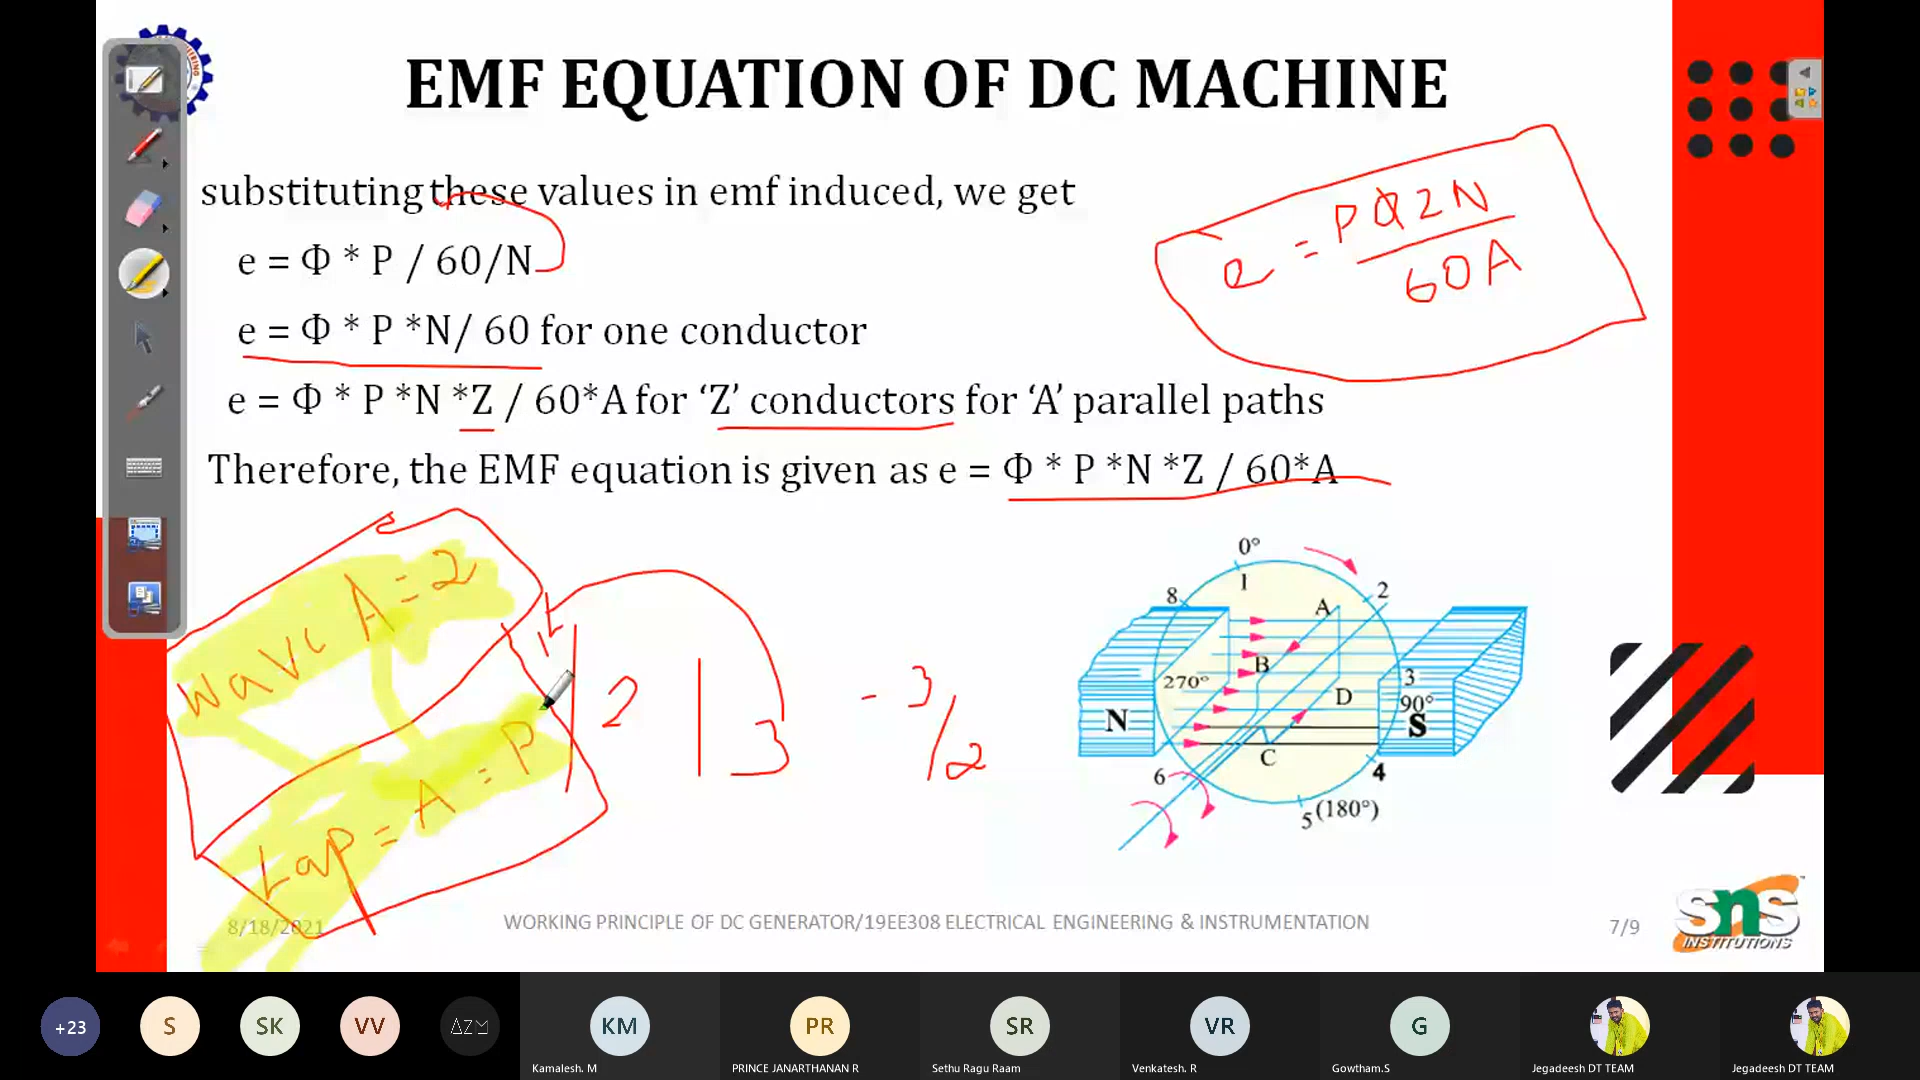 EMF EQUATION OF DC MACHINE
substituting these values in emf induced, we get
e = Φ * P / 60/N
e = Φ * P *N/ 60 for one conductor
e = Φ * P *N *Z / 60*A for ‘Z’ conductors for ‘A’ parallel paths
Therefore, the EMF equation is given as e = Φ * P *N *Z / 60*A
e = PΦZN
60A
Wave A = 2
Lap = A = P
2
3
- 3/2
0°
1
2
8
A
B
270°
3
D
90°
N
S
C
6
4
5 (180°)
8/18/2021
WORKING PRINCIPLE OF DC GENERATOR/19EE308 ELECTRICAL ENGINEERING & INSTRUMENTATION
7/9
sns
INSTITUTIONS
+23
S
SK
VV
KM
PR
SR
VR
G
Kamalesh. M
PRINCE JANARTHANAN R
Sethu Ragu Raam
Venkatesh. R
Gowtham.S
Jegadeesh DT TEAM
Jegadeesh DT TEAM